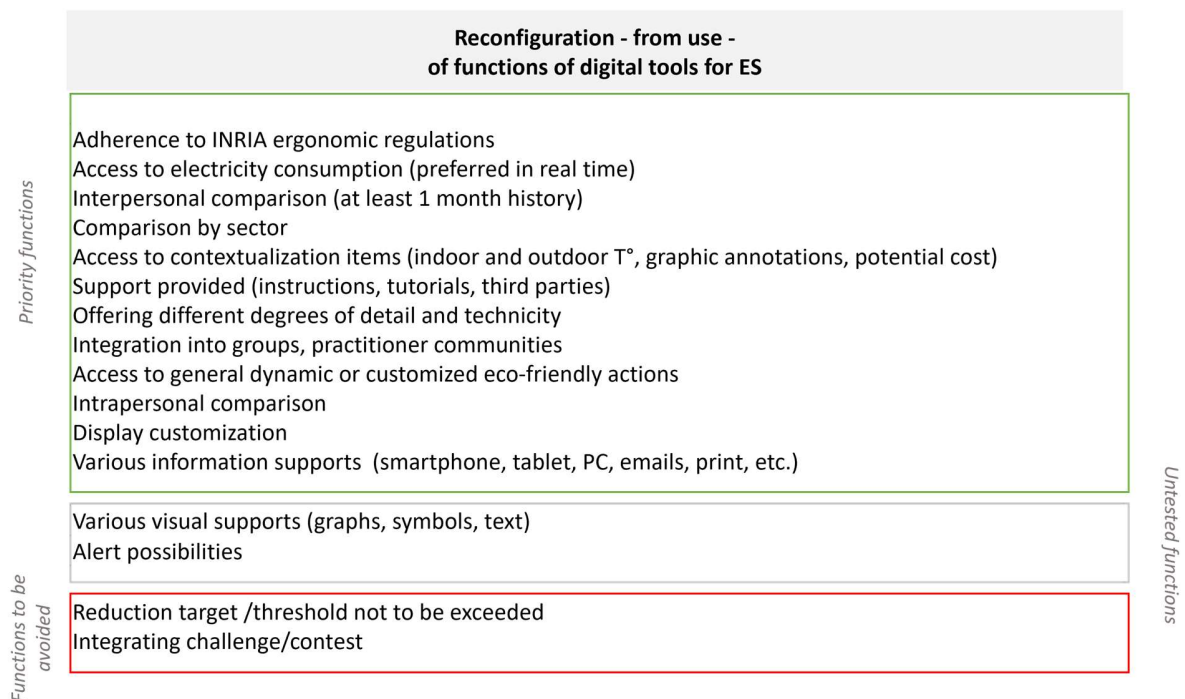 Reconfiguration - from use -
of functions of digital tools for ES
Priority functions
Adherence to INRIA ergonomic regulations
Access to electricity consumption (preferred in real time)
Interpersonal comparison (at least 1 month history)
Comparison by sector
Access to contextualization items (indoor and outdoor T°, graphic annotations, potential cost)
Support provided (instructions, tutorials, third parties)
Offering different degrees of detail and technicity
Integration into groups, practitioner communities
Access to general dynamic or customized eco-friendly actions
Intrapersonal comparison
Display customization
Various information supports  (smartphone, tablet, PC, emails, print, etc.)
Untested functions
Various visual supports (graphs, symbols, text)
Alert possibilities
Functions to be
avoided
Reduction target /threshold not to be exceeded
Integrating challenge/contest